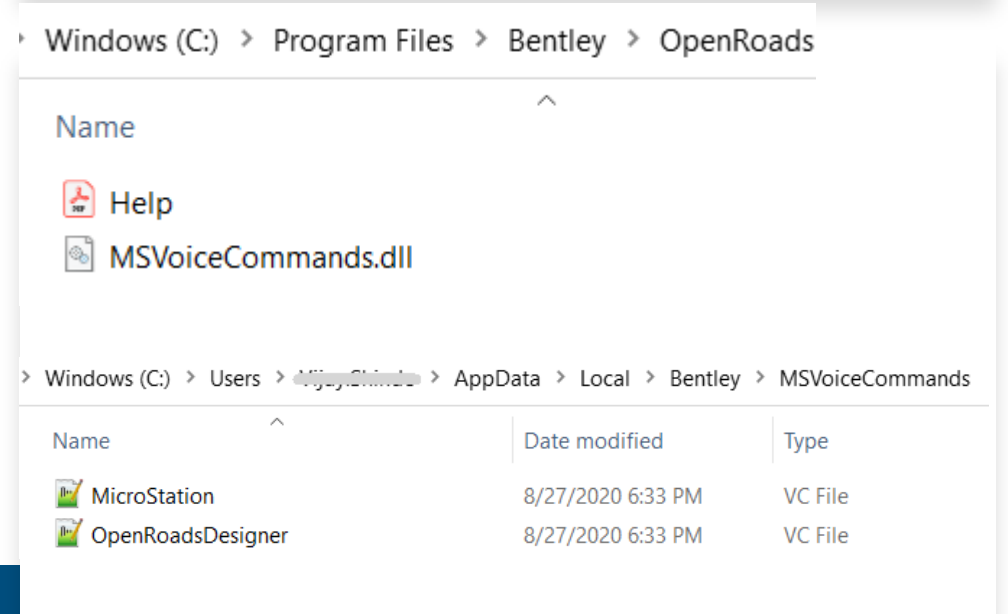 Windows (C:) > Program Files > Bentley > OpenRoads
Name
Help
MSVoiceCommands.dll
> Windows (C:) > Users > > AppData > Local > Bentley > MSVoiceCommands
Name Date modified Type
MicroStation 8/27/2020 6:33 PM VC File
OpenRoadsDesigner 8/27/2020 6:33 PM VC File